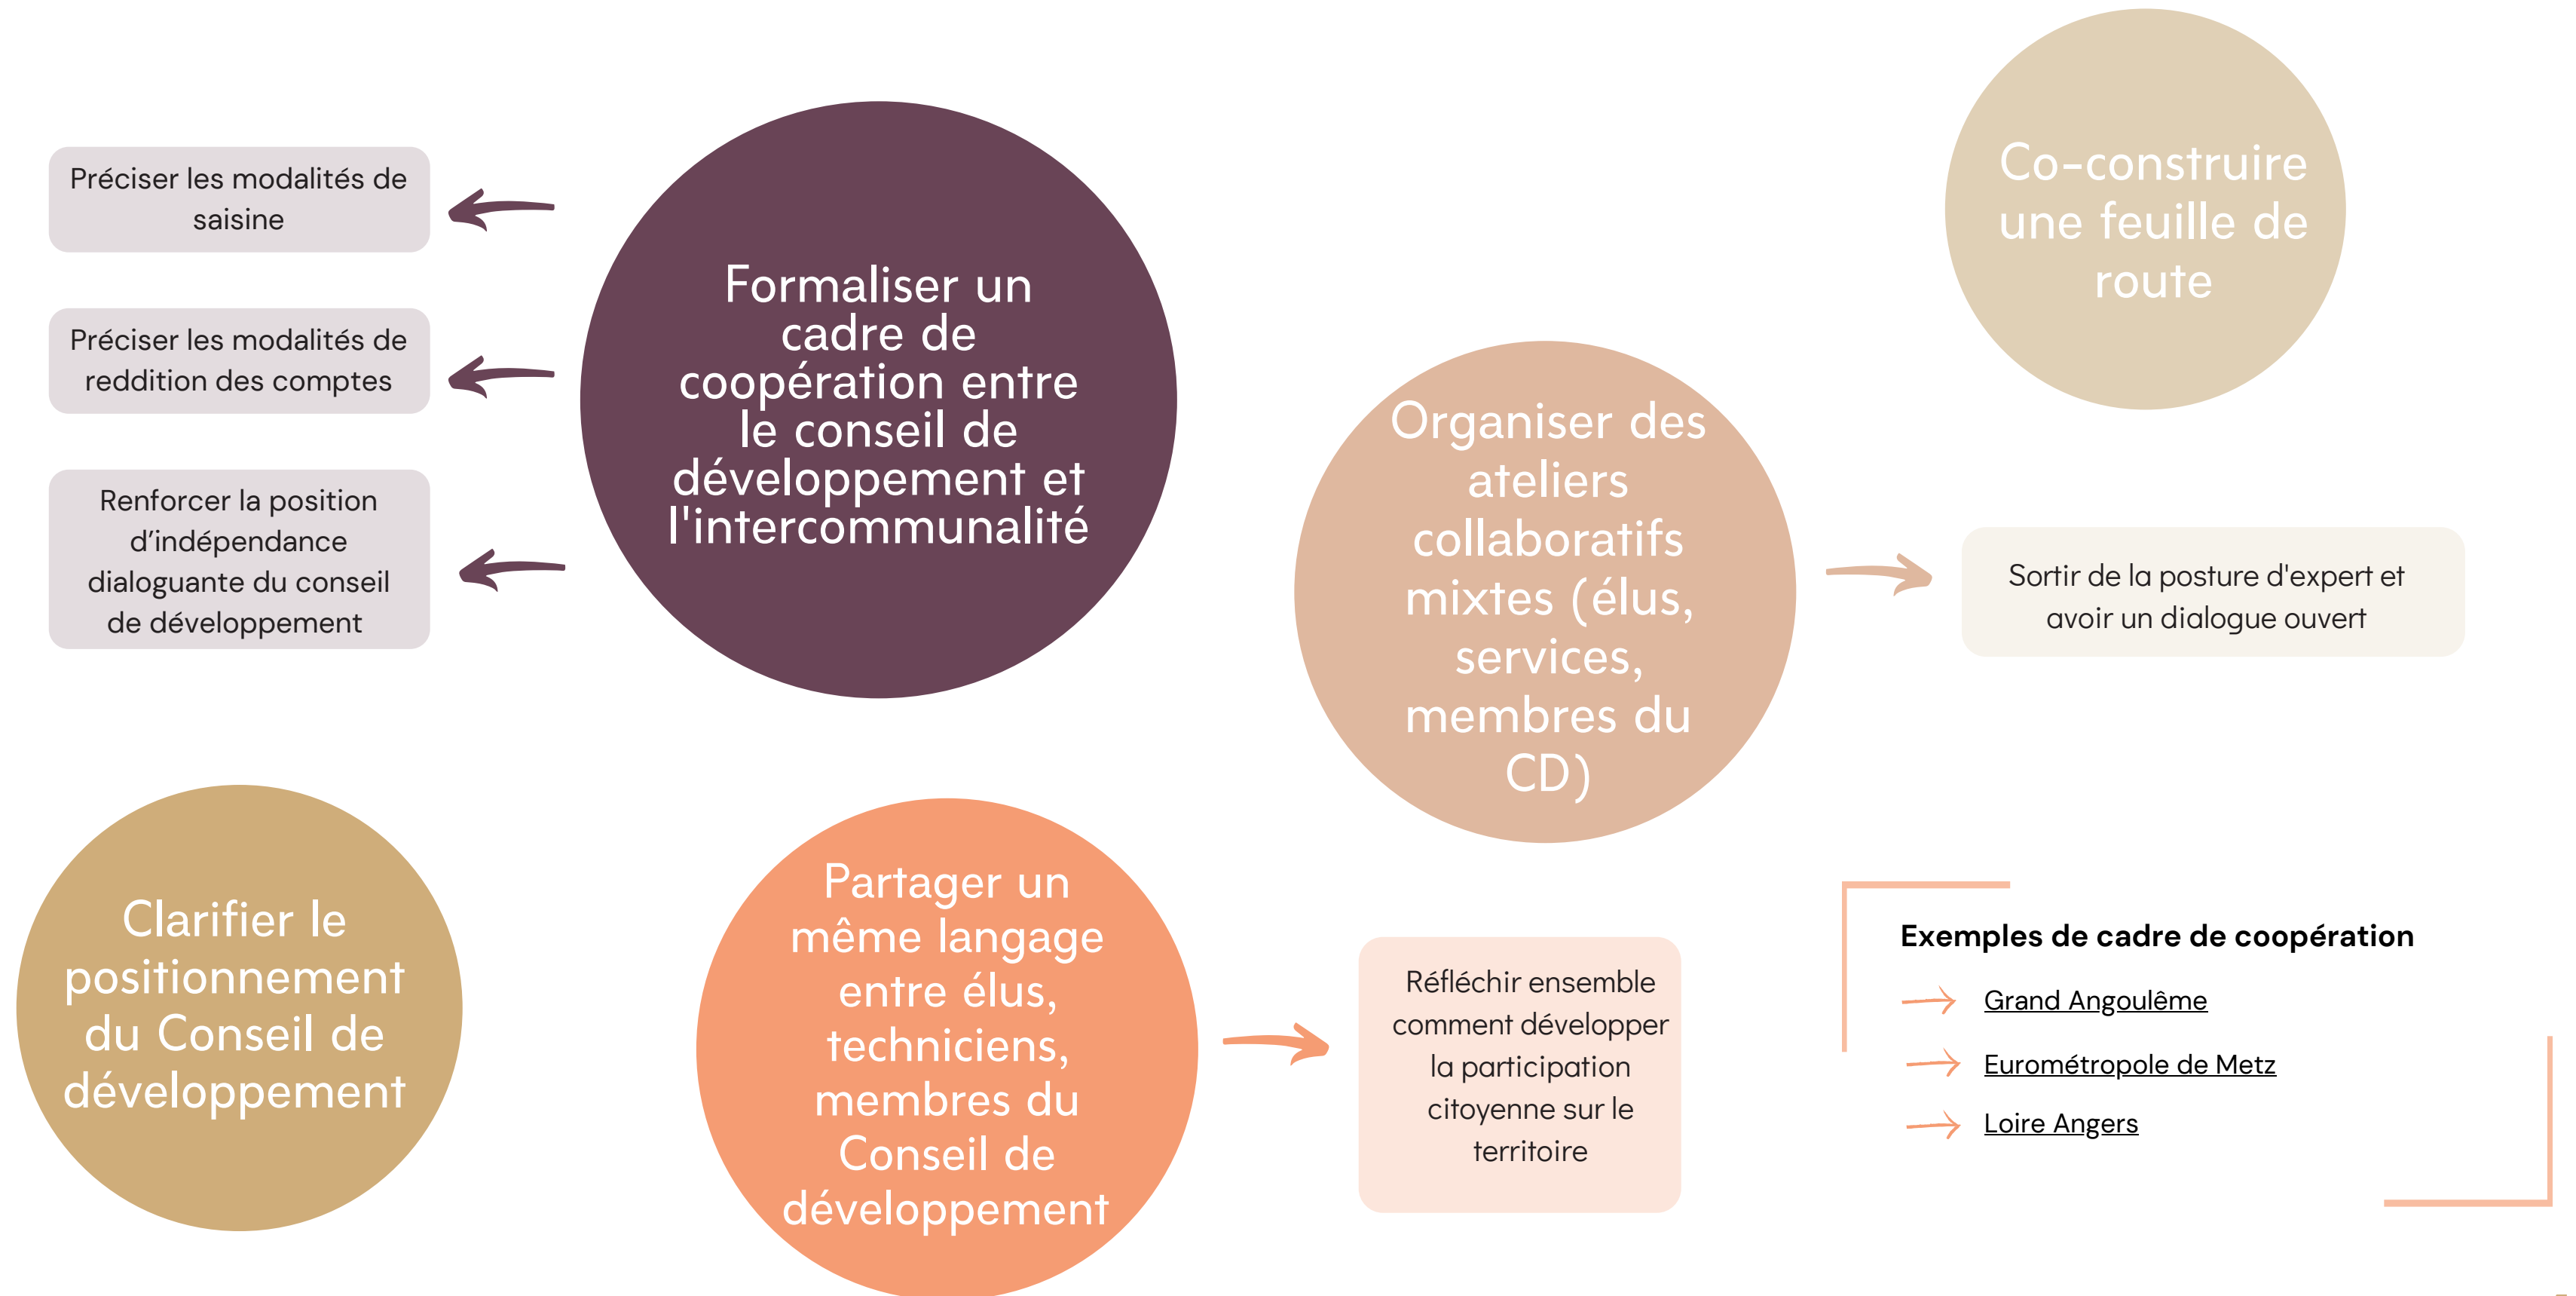 Préciser les modalités de
saisine
Préciser les modalités de
reddition des comptes
Renforcer la position
d’indépendance
dialoguante du conseil
de développement
Formaliser un
cadre de
coopération entre
le conseil de
développement et
l'intercommunalité
Co-construire
une feuille de
route
Organiser des
ateliers
collaboratifs
mixtes (élus,
services,
membres du
CD)
Sortir de la posture d'expert et
avoir un dialogue ouvert
Clarifier le
positionnement
du Conseil de
développement
Partager un
même langage
entre élus,
techniciens,
membres du
Conseil de
développement
Réfléchir ensemble
comment développer
la participation
citoyenne sur le
territoire
Exemples de cadre de coopération
Grand Angoulême
Eurométropole de Metz
Loire Angers